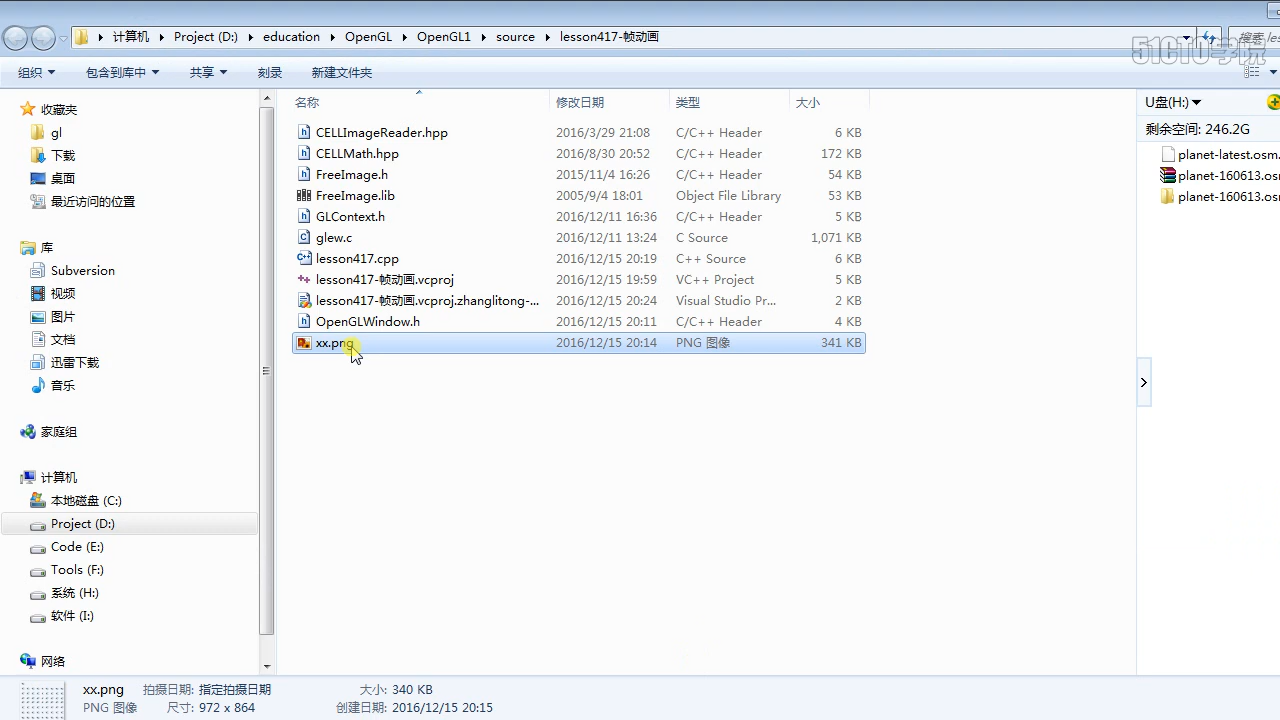 计算机 Project (D:) education OpenGL OpenGL1 source lesson417-帧动画
搜索 les
51CTO学院
组织 包含到库中 共享 刻录 新建文件夹
收藏夹
gl
下载
桌面
最近访问的位置
库
Subversion
视频
图片
文档
迅雷下载
音乐
家庭组
计算机
本地磁盘 (C:)
Project (D:)
Code (E:)
Tools (F:)
系统 (H:)
软件 (I:)
网络
名称 修改日期 类型 大小
CELLImageReader.hpp 2016/3/29 21:08 C/C++ Header 6 KB
CELLMath.hpp 2016/8/30 20:52 C/C++ Header 172 KB
FreeImage.h 2015/11/4 16:26 C/C++ Header 54 KB
FreeImage.lib 2005/9/4 18:01 Object File Library 53 KB
GLContext.h 2016/12/11 16:36 C/C++ Header 5 KB
glew.c 2016/12/11 13:24 C Source 1,071 KB
lesson417.cpp 2016/12/15 20:19 C++ Source 6 KB
lesson417-帧动画.vcproj 2016/12/15 19:59 VC++ Project 5 KB
lesson417-帧动画.vcproj.zhanglitong-... 2016/12/15 20:24 Visual Studio Pr... 2 KB
OpenGLWindow.h 2016/12/15 20:11 C/C++ Header 4 KB
xx.png 2016/12/15 20:14 PNG 图像 341 KB
U盘(H:)
剩余空间: 246.2G
planet-latest.osm.
planet-160613.osm
planet-160613.osm
xx.png 拍摄日期: 指定拍摄日期 大小: 340 KB
PNG 图像 尺寸: 972 x 864 创建日期: 2016/12/15 20:15